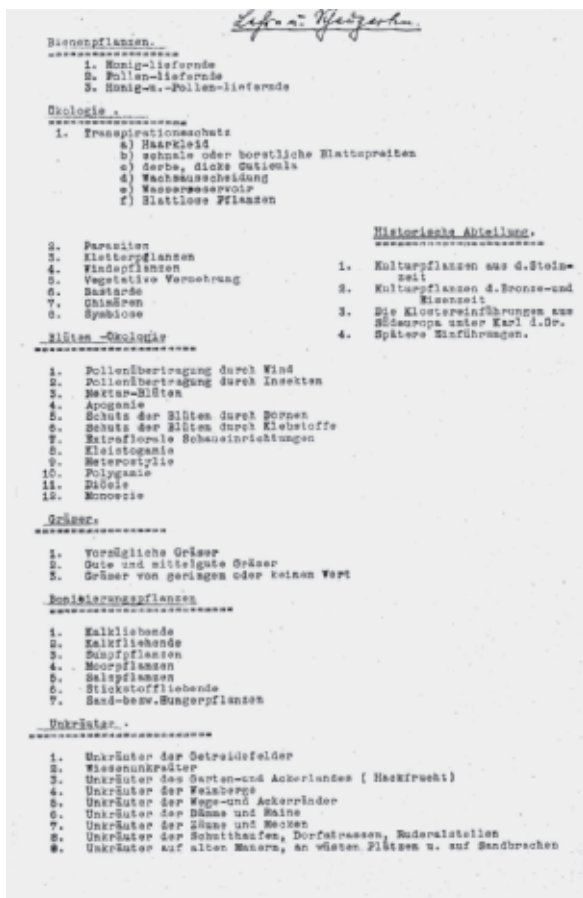 Lehr u. Schaugarten.
Bienenpflanzen.
1. Honig-liefernde
2. Pollen-liefernde
3. Honig-u.-Pollen-liefernde
Ökologie .
1. Transpirationsschutz
a) Haarkleid
b) schmale oder borstliche Blattspreiten
c) derbe, dicke Cuticula
d) Wachsausscheidung
e) Wasserreservoir
f) Blattlose Pflanzen
2. Parasiten
3. Kletterpflanzen
4. Windepflanzen
5. Vegetative Vermehrung
6. Bastarde
7. Chimären
8. Symbiose
Historische Abteilung.
1. Kulturpflanzen aus d.Stein=
zeit
2. Kulturpflanzen d.Bronze-und
Eisenzeit
3. Die Klostereinführungen aus
Südeuropa unter Karl d.Gr.
4. Spätere Einführungen.
Blüten -Ökologie
1. Pollenübertragung durch Wind
2. Pollenübertragung durch Insekten
3. Nektar-Blüten
4. Apogamie
5. Schutz der Blüten durch Dornen
6. Schutz der Blüten durch Klebstoffe
7. Extraflorale Schaueinrichtungen
8. Kleistogamie
9. Heterostylie
10. Polygamie
11. Diözie
12. Monoezie
Gräser.
1. Vorzügliche Gräser
2. Gute und mittelgute Gräser
3. Gräser von geringem oder keinen Wert
Bonitierungspflanzen
1. Kalkliebende
2. Kalkfliehende
3. Sumpfpflanzen
4. Moorpflanzen
5. Salzpflanzen
6. Stickstoffliebende
7. Sand-bezw.Hungerpflanzen
Unkräuter .
1. Unkräuter der Getreidefelder
2. Wiesenunkraüter
3. Unkräuter des Garten-und Ackerlandes ( Hackfrucht)
4. Unkräuter der Weinberge
5. Unkräuter der Wege-und Ackerränder
6. Unkräuter der Dämme und Raine
7. Unkräuter der Zäune und Hecken
8. Unkräuter der Schutthaufen, Dorfstrassen, Ruderalstellen
9. Unkräuter auf alten Mauern, an wüsten Plätzen u. auf Sandbrachen